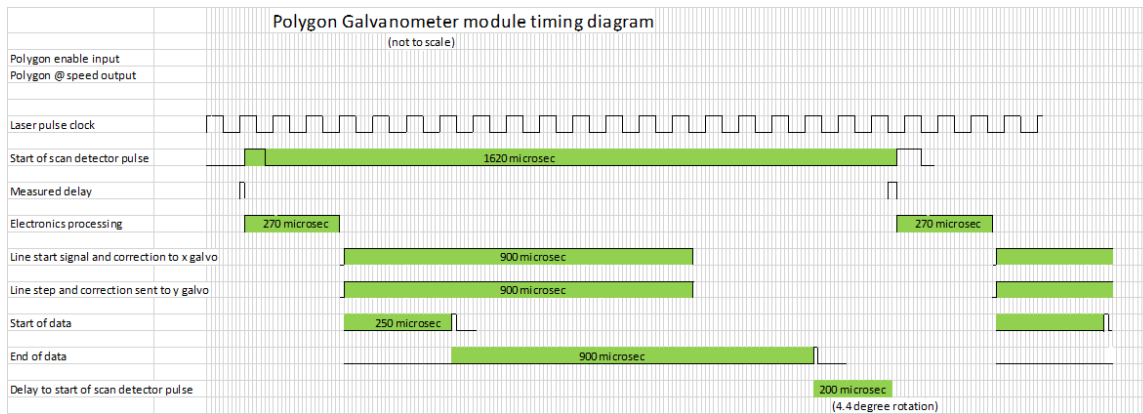 Polygon Galvanometer module timing diagram
(not to scale)
Polygon enable input
Polygon @ speed output
Laser pulse clock
Start of scan detector pulse 1620 microsec
Measured delay
Electronics processing 270 microsec 270 microsec
Line start signal and correction to x galvo 900 microsec
Line step and correction sent to y galvo 900 microsec
Start of data 250 microsec
End of data 900 microsec
Delay to start of scan detector pulse 200 microsec
(4.4 degree rotation)